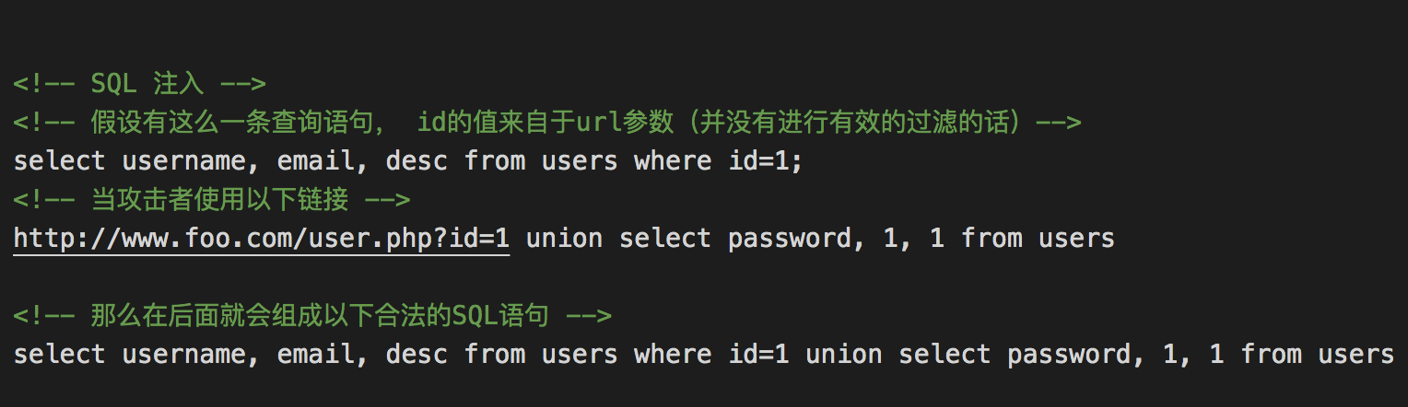 <!-- SQL 注入 -->
<!-- 假设有这么一条查询语句， id的值来自于url参数（并没有进行有效的过滤的话）-->
select username, email, desc from users where id=1;
<!-- 当攻击者使用以下链接 -->
http://www.foo.com/user.php?id=1 union select password, 1, 1 from users
<!-- 那么在后面就会组成以下合法的SQL语句 -->
select username, email, desc from users where id=1 union select password, 1, 1 from users